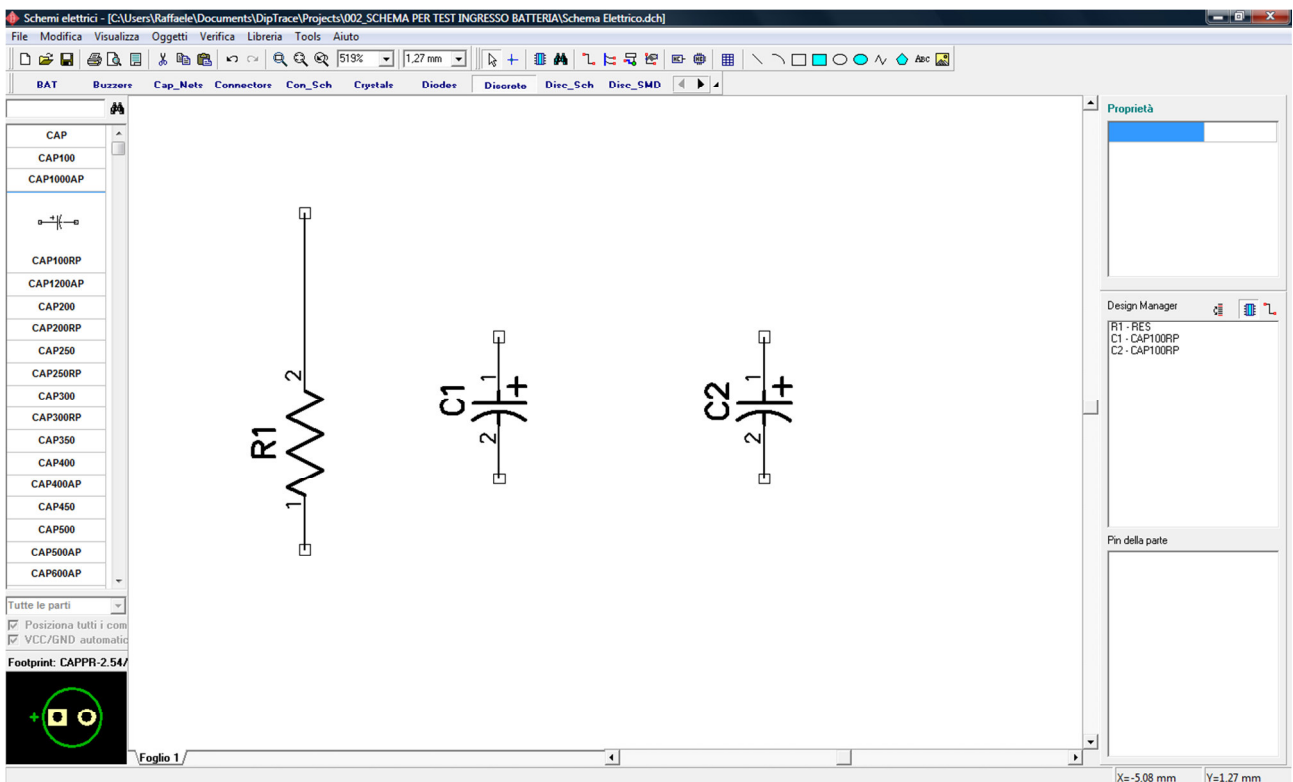 Schemi elettrici - [C:\Users\Raffaele\Documents\DipTrace\Projects\002_SCHEMA PER TEST INGRESSO BATTERIA\Schema Elettrico.dch]
File Modifica Visualizza Oggetti Verifica Libreria Tools Aiuto
519% 1,27 mm ABC
BAT Buzzers Cap_Nets Connectors Con_Sch Crystals Diodes Discrete Disc_Sch Disc_SMD
CAP
CAP100
CAP1000AP
CAP100RP
CAP1200AP
CAP200
CAP200RP
CAP250
CAP250RP
CAP300
CAP300RP
CAP350
CAP400
CAP400AP
CAP450
CAP500
CAP500AP
CAP600AP
Tutte le parti
Posiziona tutti i com
VCC/GND automatic
Footprint: CAPPR-2.54/
+
R1
2
1
C1
1
+
2
C2
1
+
2
Foglio 1
Proprietà
Design Manager
R1 - RES
C1 - CAP100RP
C2 - CAP100RP
Pin della parte
X=-5,08 mm Y=1,27 mm